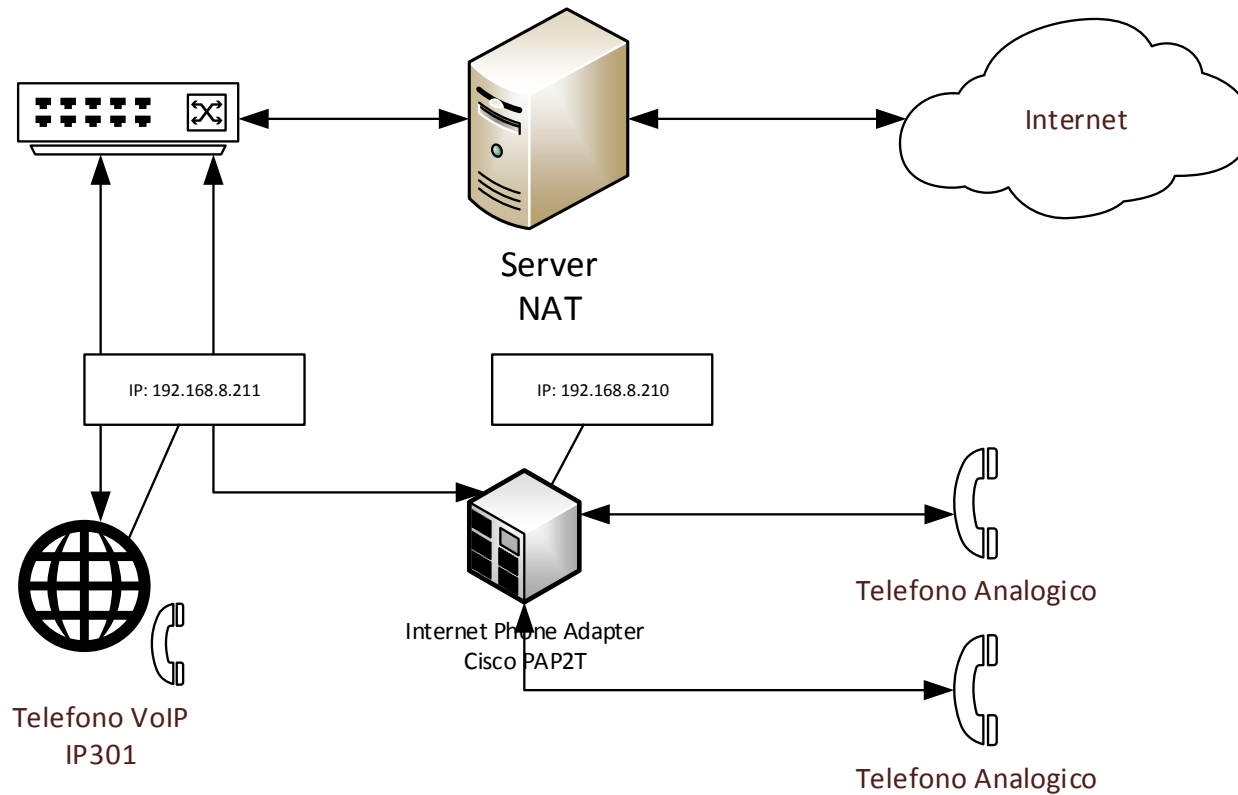 Internet
Server
NAT
IP: 192.168.8.211
IP: 192.168.8.210
Telefono Analogico
Internet Phone Adapter
Cisco PAP2T
Telefono VoIP
IP301
Telefono Analogico